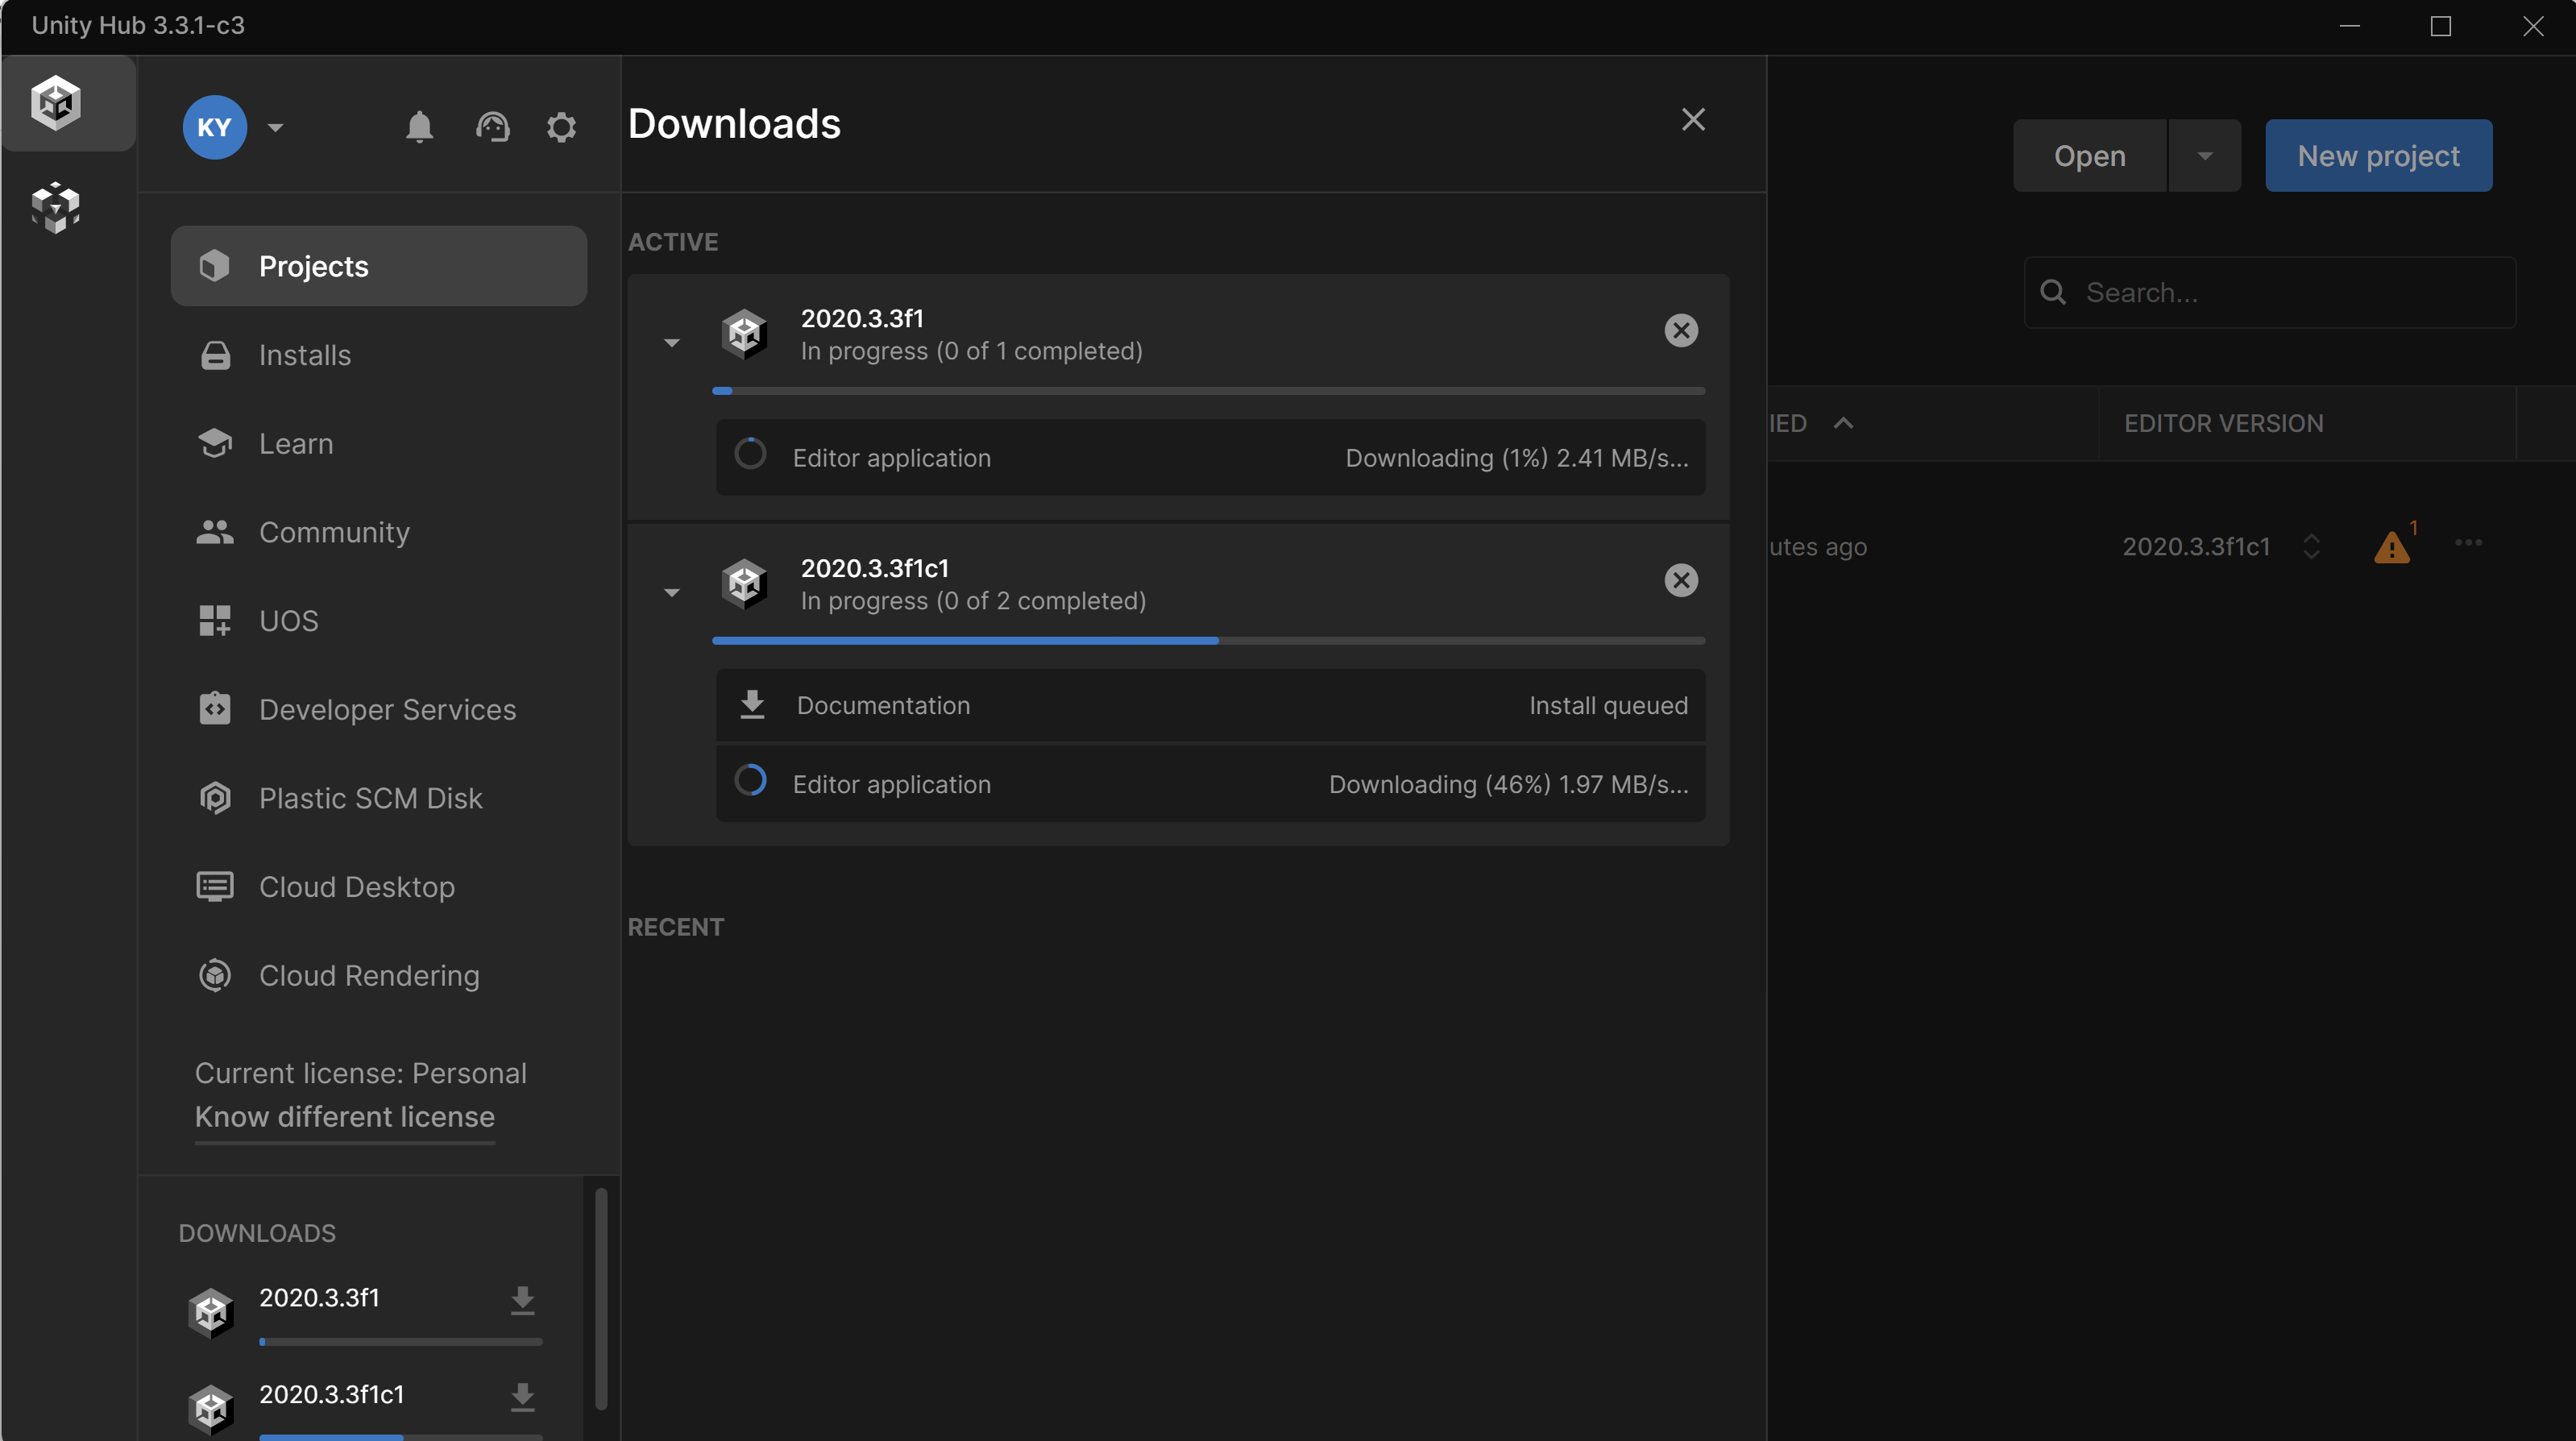 Unity Hub 3.3.1-c3
KY
Projects
Installs
Learn
Community
UOS
Developer Services
Plastic SCM Disk
Cloud Desktop
Cloud Rendering
Current license: Personal
Know different license
DOWNLOADS
2020.3.3f1
2020.3.3f1c1
Downloads
ACTIVE
2020.3.3f1
In progress (0 of 1 completed)
Editor application Downloading (1%) 2.41 MB/s...
2020.3.3f1c1
In progress (0 of 2 completed)
Documentation Install queued
Editor application Downloading (46%) 1.97 MB/s...
RECENT
Open New project
Search...
IED EDITOR VERSION
utes ago 2020.3.3f1c1 1